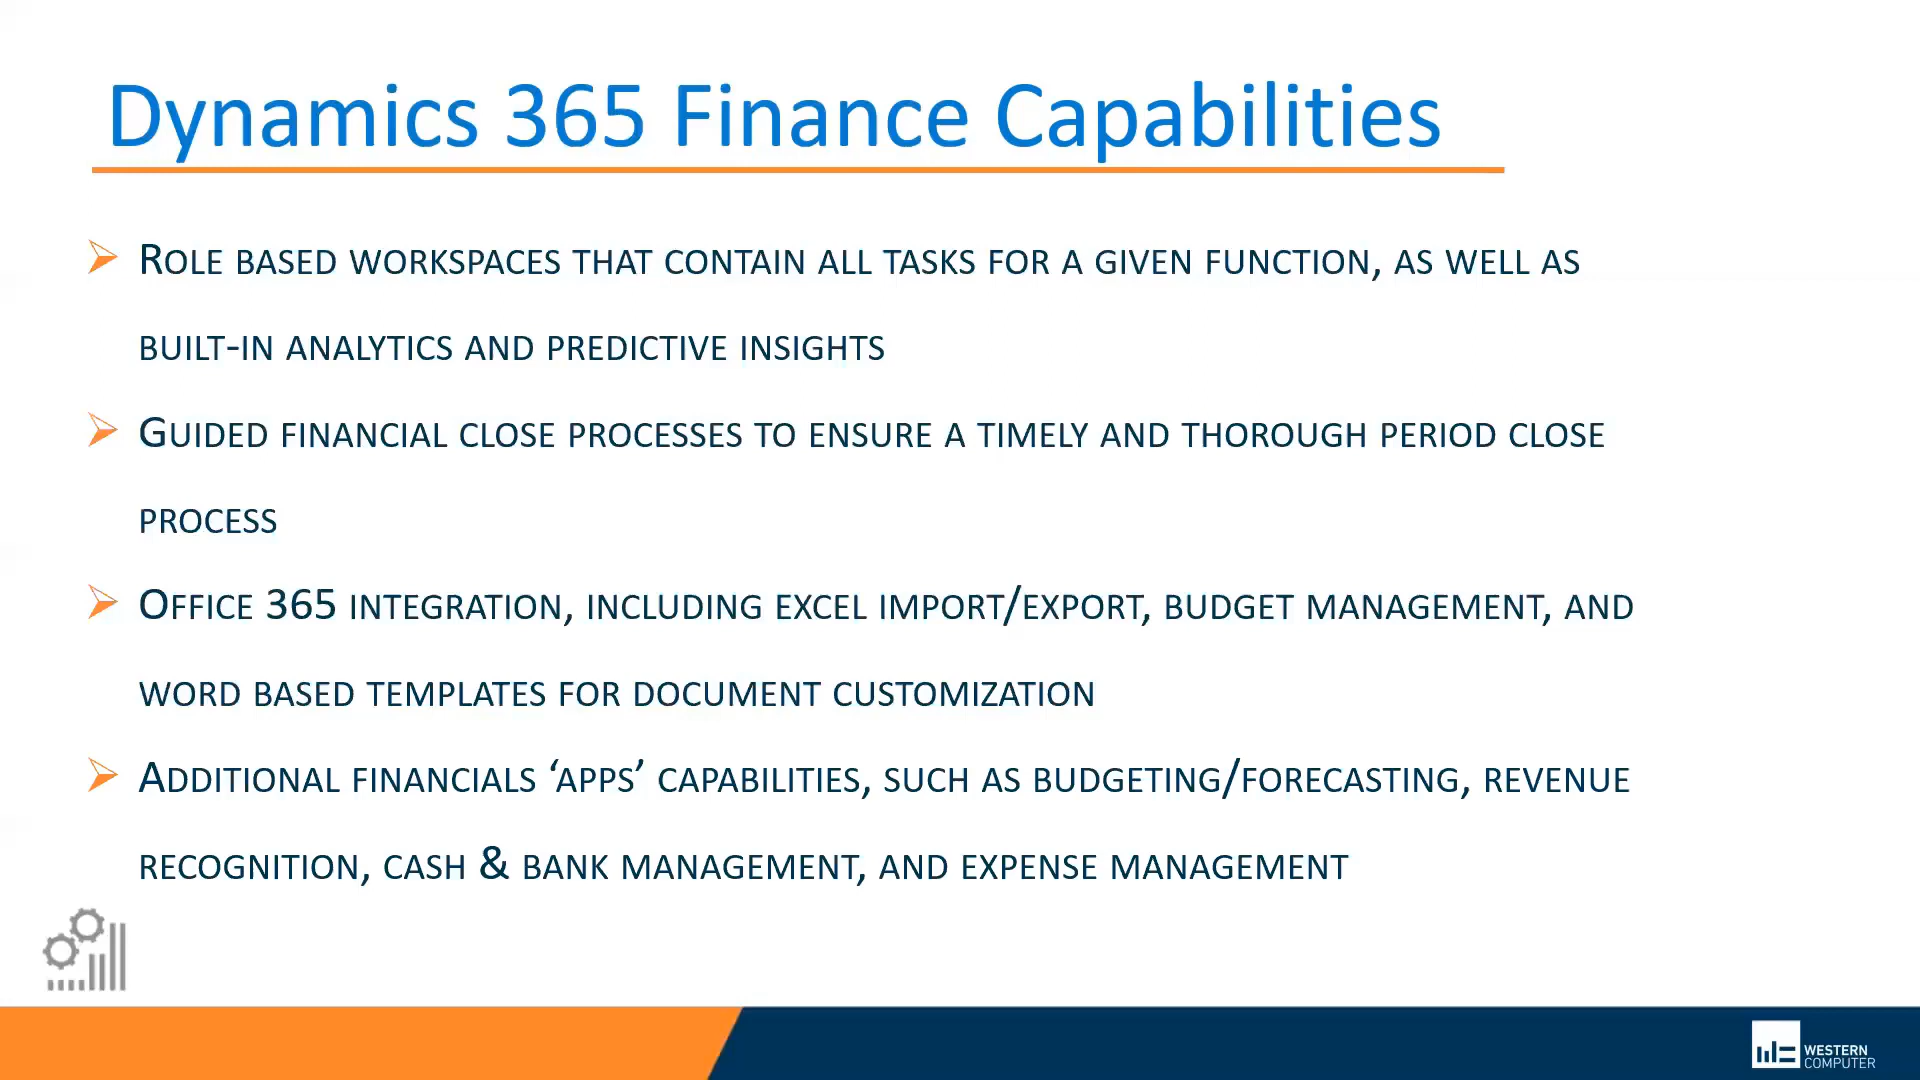 Dynamics 365 Finance Capabilities
Role based workspaces that contain all tasks for a given function, as well as
built-in analytics and predictive insights
Guided financial close processes to ensure a timely and thorough period close
process
Office 365 integration, including excel import/export, budget management, and
word based templates for document customization
Additional financials ‘apps’ capabilities, such as budgeting/forecasting, revenue
recognition, cash & bank management, and expense management
WESTERN
COMPUTER